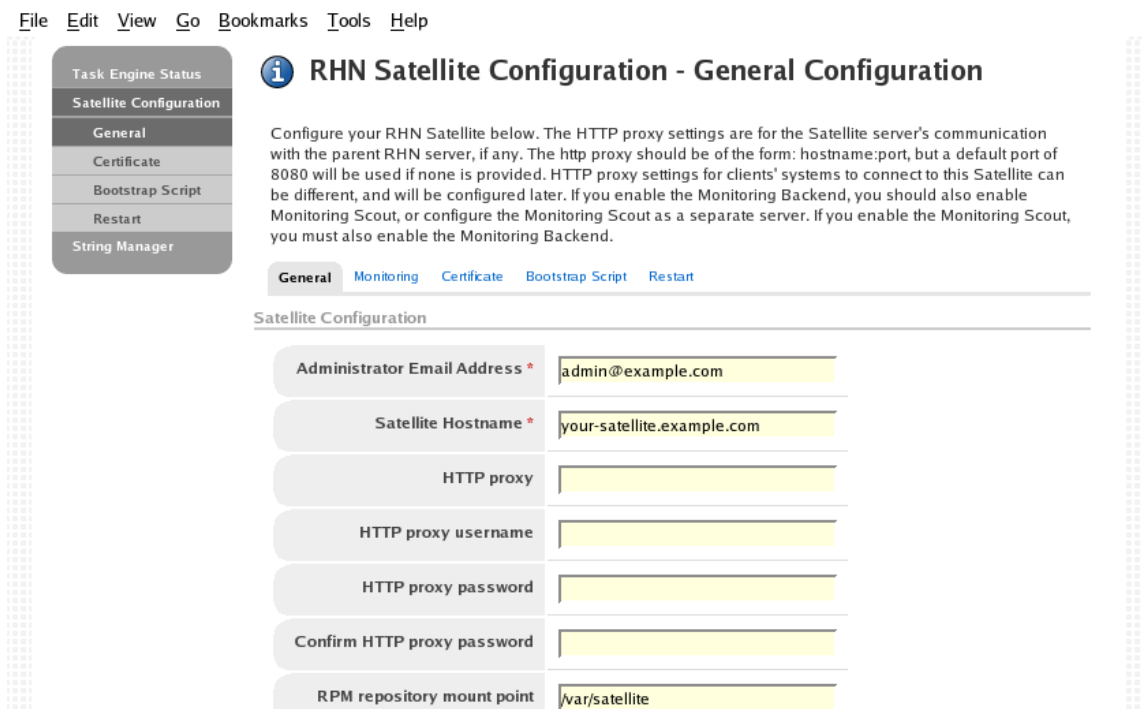 File Edit View Go Bookmarks Tools Help
Task Engine Status
Satellite Configuration
General
Certificate
Bootstrap Script
Restart
String Manager
RHN Satellite Configuration - General Configuration
Configure your RHN Satellite below. The HTTP proxy settings are for the Satellite server's communication
with the parent RHN server, if any. The http proxy should be of the form: hostname:port, but a default port of
8080 will be used if none is provided. HTTP proxy settings for clients' systems to connect to this Satellite can
be different, and will be configured later. If you enable the Monitoring Backend, you should also enable
Monitoring Scout, or configure the Monitoring Scout as a separate server. If you enable the Monitoring Scout,
you must also enable the Monitoring Backend.
General Monitoring Certificate Bootstrap Script Restart
Satellite Configuration
Administrator Email Address * admin@example.com
Satellite Hostname * your-satellite.example.com
HTTP proxy
HTTP proxy username
HTTP proxy password
Confirm HTTP proxy password
RPM repository mount point /var/satellite